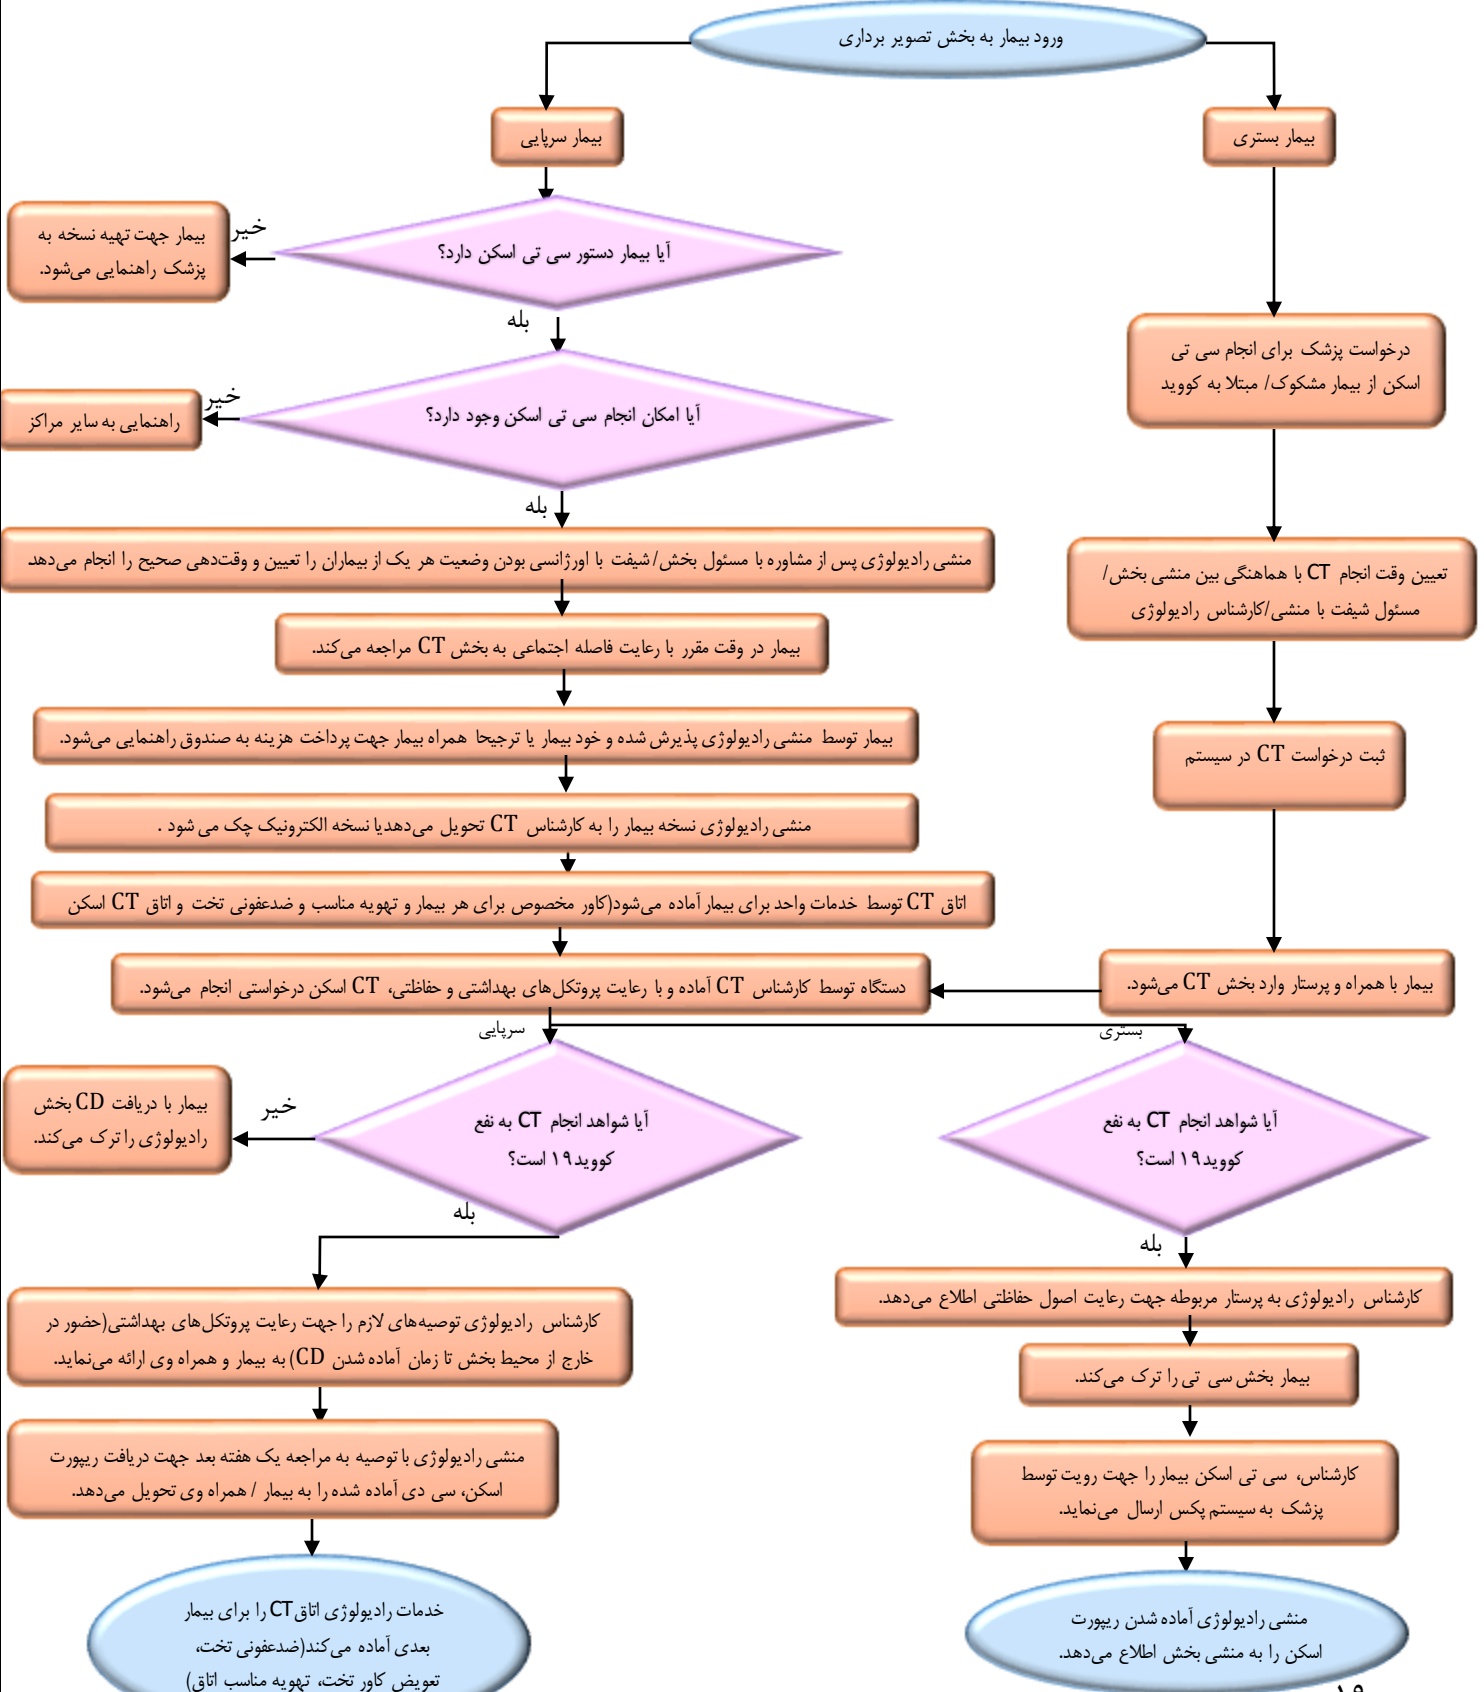 ورود بیمار به بخش تصویر برداری
بیمار بستری
بیمار سرپایی
آیا بیمار دستور سی تی اسکن دارد؟
خیر
بیمار جهت تهیه نسخه به
پزشک راهنمایی می‌شود.
بله
درخواست پزشک برای انجام سی تی
اسکن از بیمار مشکوک/ مبتلا به کووید
آیا امکان انجام سی تی اسکن وجود دارد؟
خیر
راهنمایی به سایر مراکز
بله
منشی رادیولوژی پس از مشاوره با مسئول بخش/شیفت با اورژانسی بودن وضعیت هر یک از بیماران را تعیین و وقت‌دهی صحیح را انجام می‌دهد
تعیین وقت انجام CT با هماهنگی بین منشی بخش/
مسئول شیفت با منشی/کارشناس رادیولوژی
بیمار در وقت مقرر با رعایت فاصله اجتماعی به بخش CT مراجعه می‌کند.
بیمار توسط منشی رادیولوژی پذیرش شده و خود بیمار یا ترجیحا همراه بیمار جهت پرداخت هزینه به صندوق راهنمایی می‌شود.
ثبت درخواست CT در سیستم
منشی رادیولوژی نسخه بیمار را به کارشناس CT تحویل می‌دهدیا نسخه الکترونیک چک می شود .
اتاق CT توسط خدمات واحد برای بیمار آماده می‌شود(کاور مخصوص برای هر بیمار و تهویه مناسب و ضدعفونی تخت و اتاق CT اسکن
بیمار با همراه و پرستار وارد بخش CT می‌شود.
دستگاه توسط کارشناس CT آماده و با رعایت پروتکل‌های بهداشتی و حفاظتی، CT اسکن درخواستی انجام می‌شود.
بستری
سرپایی
آیا شواهد انجام CT به نفع
کووید۱۹ است؟
آیا شواهد انجام CT به نفع
کووید۱۹ است؟
خیر
بیمار با دریافت CD بخش
رادیولوژی را ترک می‌کند.
بله
بله
کارشناس رادیولوژی به پرستار مربوطه جهت رعایت اصول حفاظتی اطلاع می‌دهد.
کارشناس رادیولوژی توصیه‌های لازم را جهت رعایت پروتکل‌های بهداشتی(حضور در
خارج از محیط بخش تا زمان آماده شدن CD) به بیمار و همراه وی ارائه می‌نماید.
بیمار بخش سی تی را ترک می‌کند.
منشی رادیولوژی با توصیه به مراجعه یک هفته بعد جهت دریافت ریپورت
اسکن، سی دی آماده شده را به بیمار / همراه وی تحویل می‌دهد.
کارشناس، سی تی اسکن بیمار را جهت رویت توسط
پزشک به سیستم پکس ارسال می‌نماید.
منشی رادیولوژی آماده شدن ریپورت
اسکن را به منشی بخش اطلاع می‌دهد.
خدمات رادیولوژی اتاقCT را برای بیمار
بعدی آماده می‌کند(ضدعفونی تخت،
تعویض کاور تخت، تهویه مناسب اتاق)